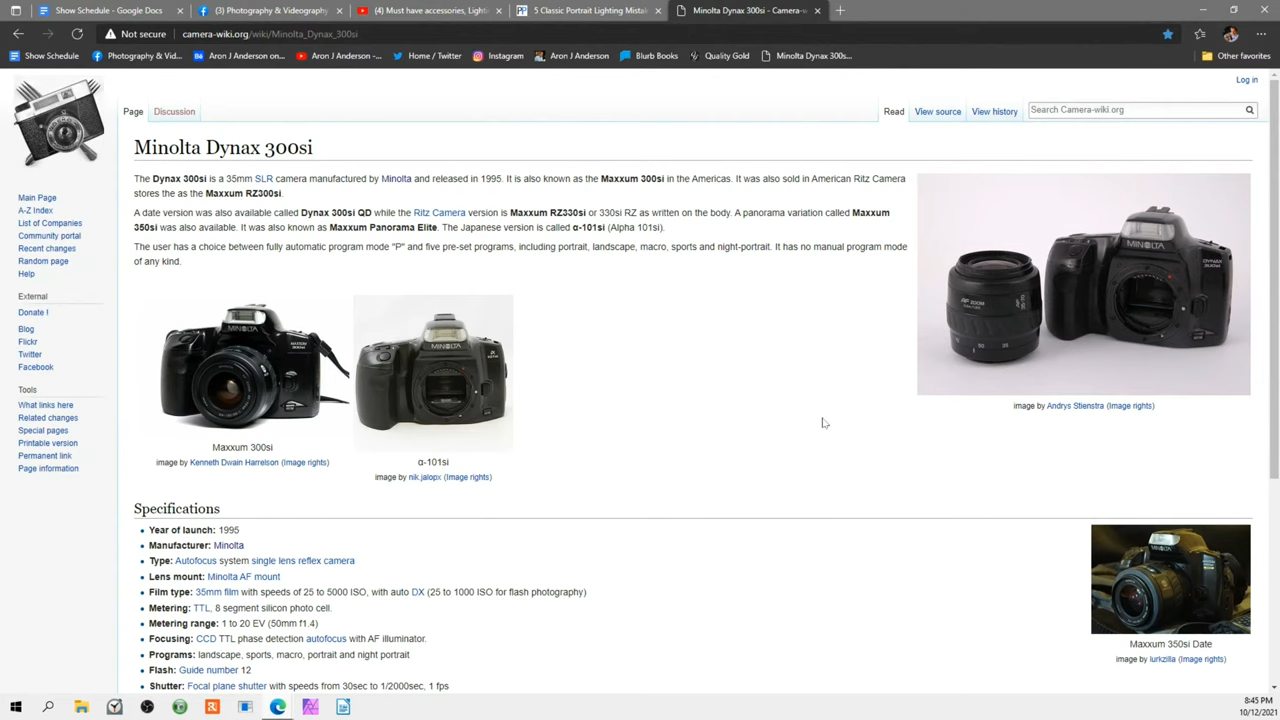 Show Schedule - Google Docs
(3) Photography & Videography
(4) Must have accessories, Lighti
5 Classic Portrait Lighting Mistak
Minolta Dynax 300si - Camera-w
Not secure
camera-wiki.org/wiki/Minolta_Dynax_300si
Show Schedule
Photography & Vid...
Aron J Anderson on...
Aron J Anderson -...
Home / Twitter
Instagram
Aron J Anderson
Blurb Books
Quality Gold
Minolta Dynax 300s...
Other favorites
Log in
Page
Discussion
Read
View source
View history
Search Camera-wiki.org
Main Page
A-Z Index
List of Companies
Community portal
Recent changes
Random page
Help
External
Donate !
Blog
Flickr
Twitter
Facebook
Tools
What links here
Related changes
Special pages
Printable version
Permanent link
Page information
Minolta Dynax 300si
The Dynax 300si is a 35mm SLR camera manufactured by Minolta and released in 1995. It is also known as the Maxxum 300si in the Americas. It was also sold in American Ritz Camera
stores the as the Maxxum RZ300si.
A date version was also available called Dynax 300si QD while the Ritz Camera version is Maxxum RZ330si or 330si RZ as written on the body. A panorama variation called Maxxum
350si was also available. It was also known as Maxxum Panorama Elite. The Japanese version is called α-101si (Alpha 101si).
The user has a choice between fully automatic program mode "P" and five pre-set programs, including portrait, landscape, macro, sports and night-portrait. It has no manual program mode
of any kind.
MINOLTA
MINOLTA
MINOLTA
image by Andrys Stienstra (Image rights)
Maxxum 300si
image by Kenneth Dwain Harrelson (Image rights)
α-101si
image by nik.jalopx (Image rights)
Specifications
Year of launch: 1995
Manufacturer: Minolta
Type: Autofocus system single lens reflex camera
Lens mount: Minolta AF mount
Film type: 35mm film with speeds of 25 to 5000 ISO, with auto DX (25 to 1000 ISO for flash photography)
Metering: TTL, 8 segment silicon photo cell.
Metering range: 1 to 20 EV (50mm f1.4)
Focusing: CCD TTL phase detection autofocus with AF illuminator.
Programs: landscape, sports, macro, portrait and night portrait
Flash: Guide number 12
Shutter: Focal plane shutter with speeds from 30sec to 1/2000sec, 1 fps
MINOLTA
Maxxum 350si Date
image by lurkzilla (Image rights)
8:45 PM
10/12/2021